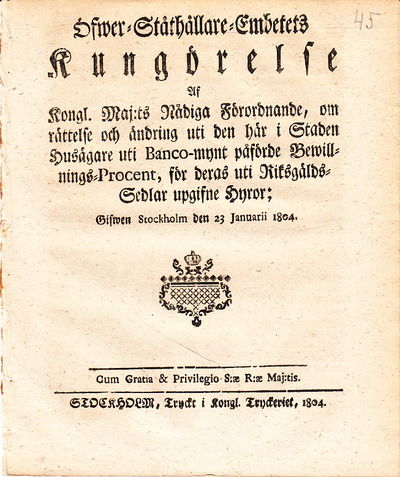 45
Öfwer-Ståthållare-Embetets
Kungörelse
Af
Kongl. Maj:ts Nådiga Förordnande, om
rättelse och ändring uti den här i Staden
Husägare uti Banco-mynt påförde Bewill-
nings-Procent, för deras uti Riksgälds-
Sedlar upgifne Hyror;
Gifwen Stockholm den 23 Januarii 1804.
Cum Gratia & Privilegio S:æ R:æ Maj:tis.
STOCKHOLM, Tryckt i Kongl. Tryckeriet, 1804.